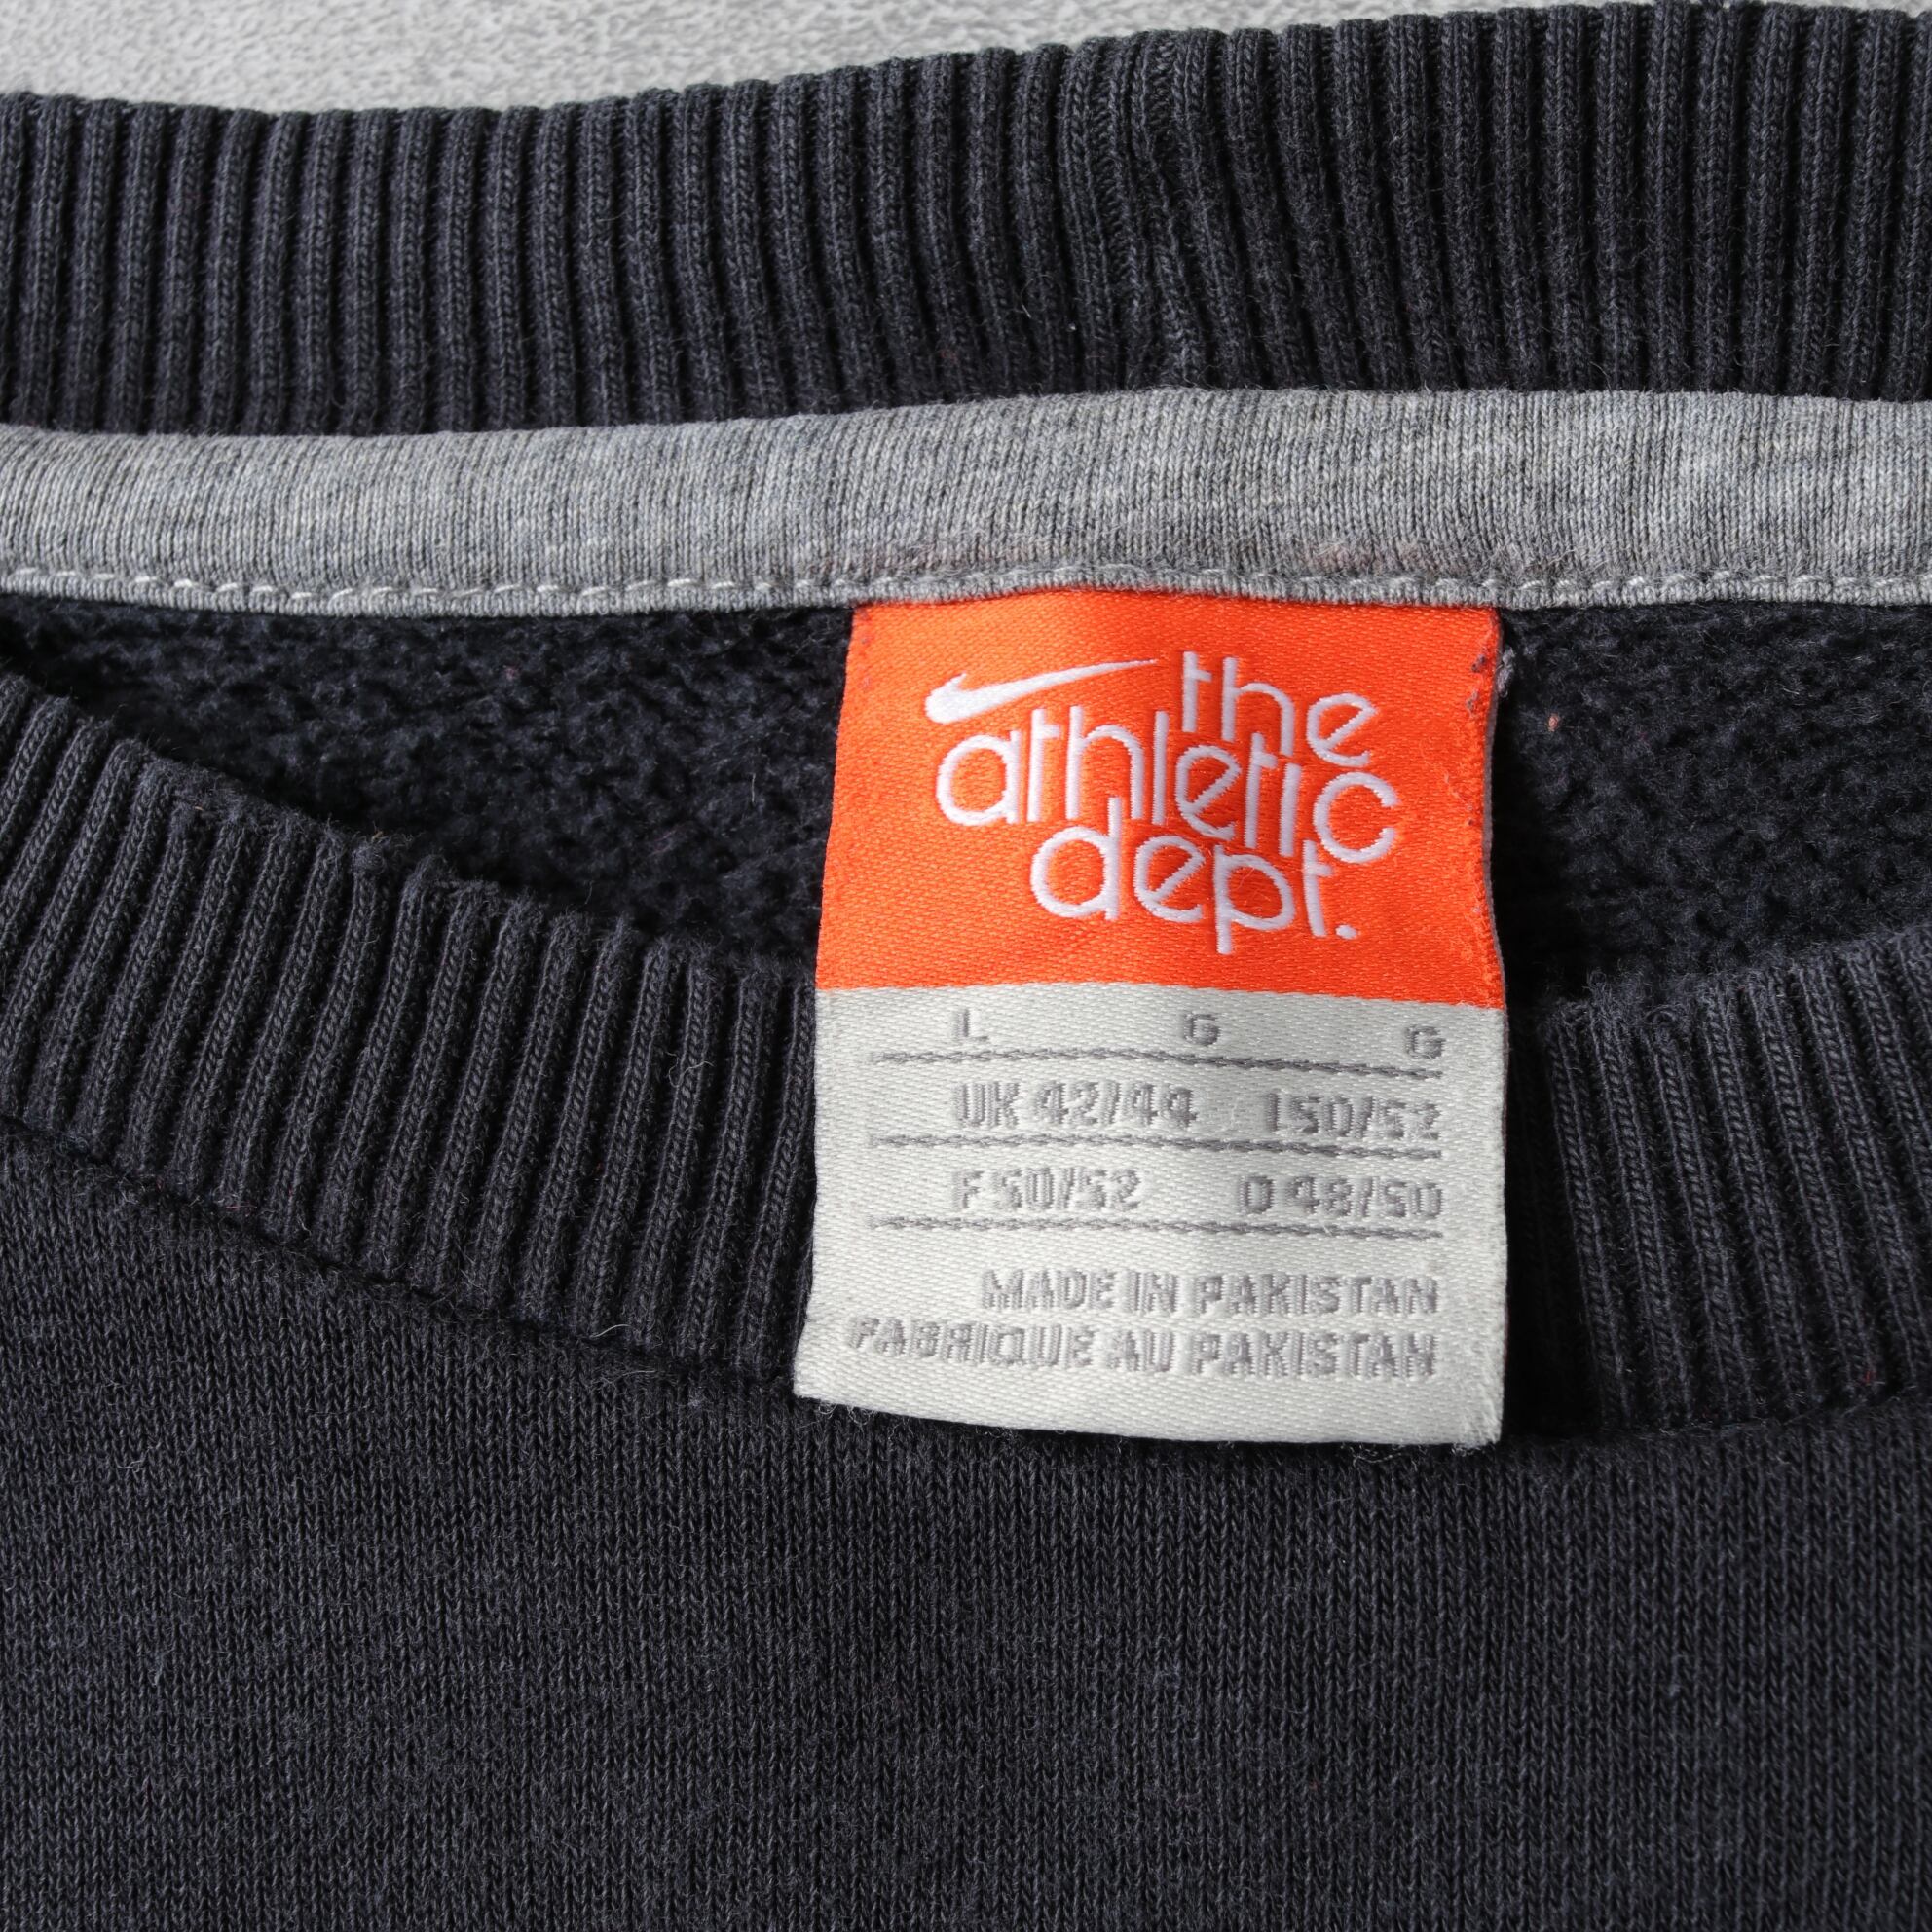 the
athletic
dept.
L G G
UK 42/44 I 50/52
F 50/52 D 48/50
MADE IN PAKISTAN
FABRIQUE AU PAKISTAN